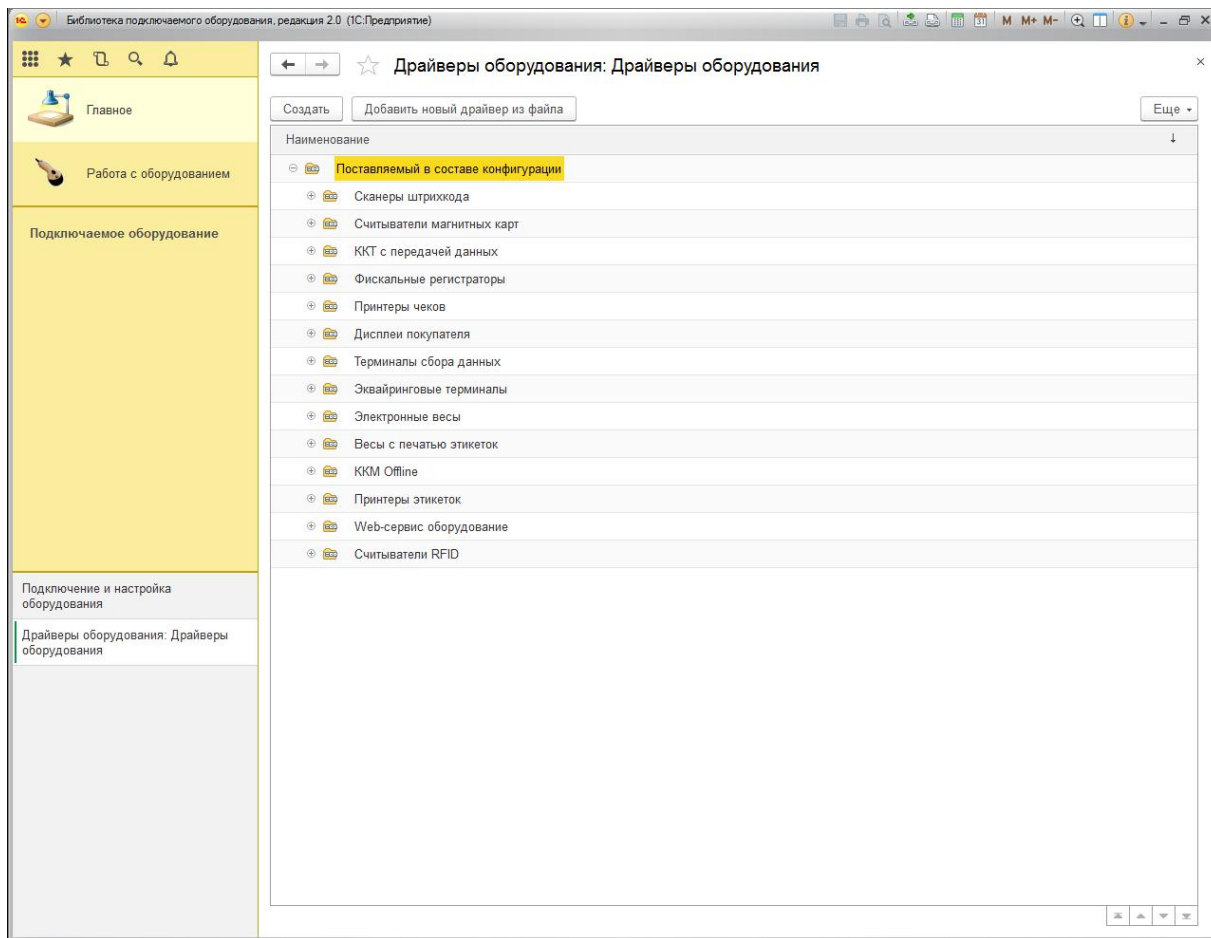 Библиотека подключаемого оборудования, редакция 2.0 (1С:Предприятие)
31 M M+ M-
Драйверы оборудования: Драйверы оборудования
Главное
Создать Добавить новый драйвер из файла Еще
Наименование
Поставляемый в составе конфигурации
Работа с оборудованием
Сканеры штрихкода
Считыватели магнитных карт
Подключаемое оборудование
ККТ с передачей данных
Фискальные регистраторы
Принтеры чеков
Дисплеи покупателя
Терминалы сбора данных
Эквайринговые терминалы
Электронные весы
Весы с печатью этикеток
ККМ Offline
Принтеры этикеток
Web-сервис оборудование
Считыватели RFID
Подключение и настройка
оборудования
Драйверы оборудования: Драйверы
оборудования